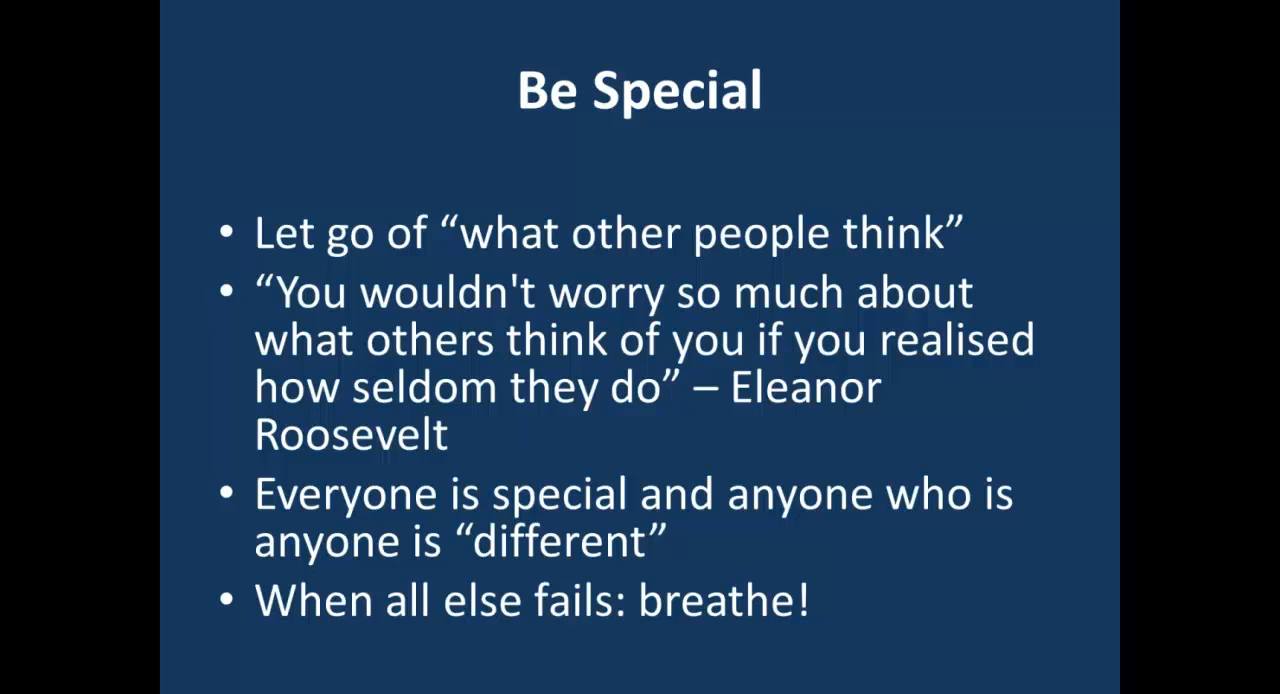 Be Special
• Let go of “what other people think”
• “You wouldn't worry so much about
what others think of you if you realised
how seldom they do” – Eleanor
Roosevelt
• Everyone is special and anyone who is
anyone is “different”
• When all else fails: breathe!